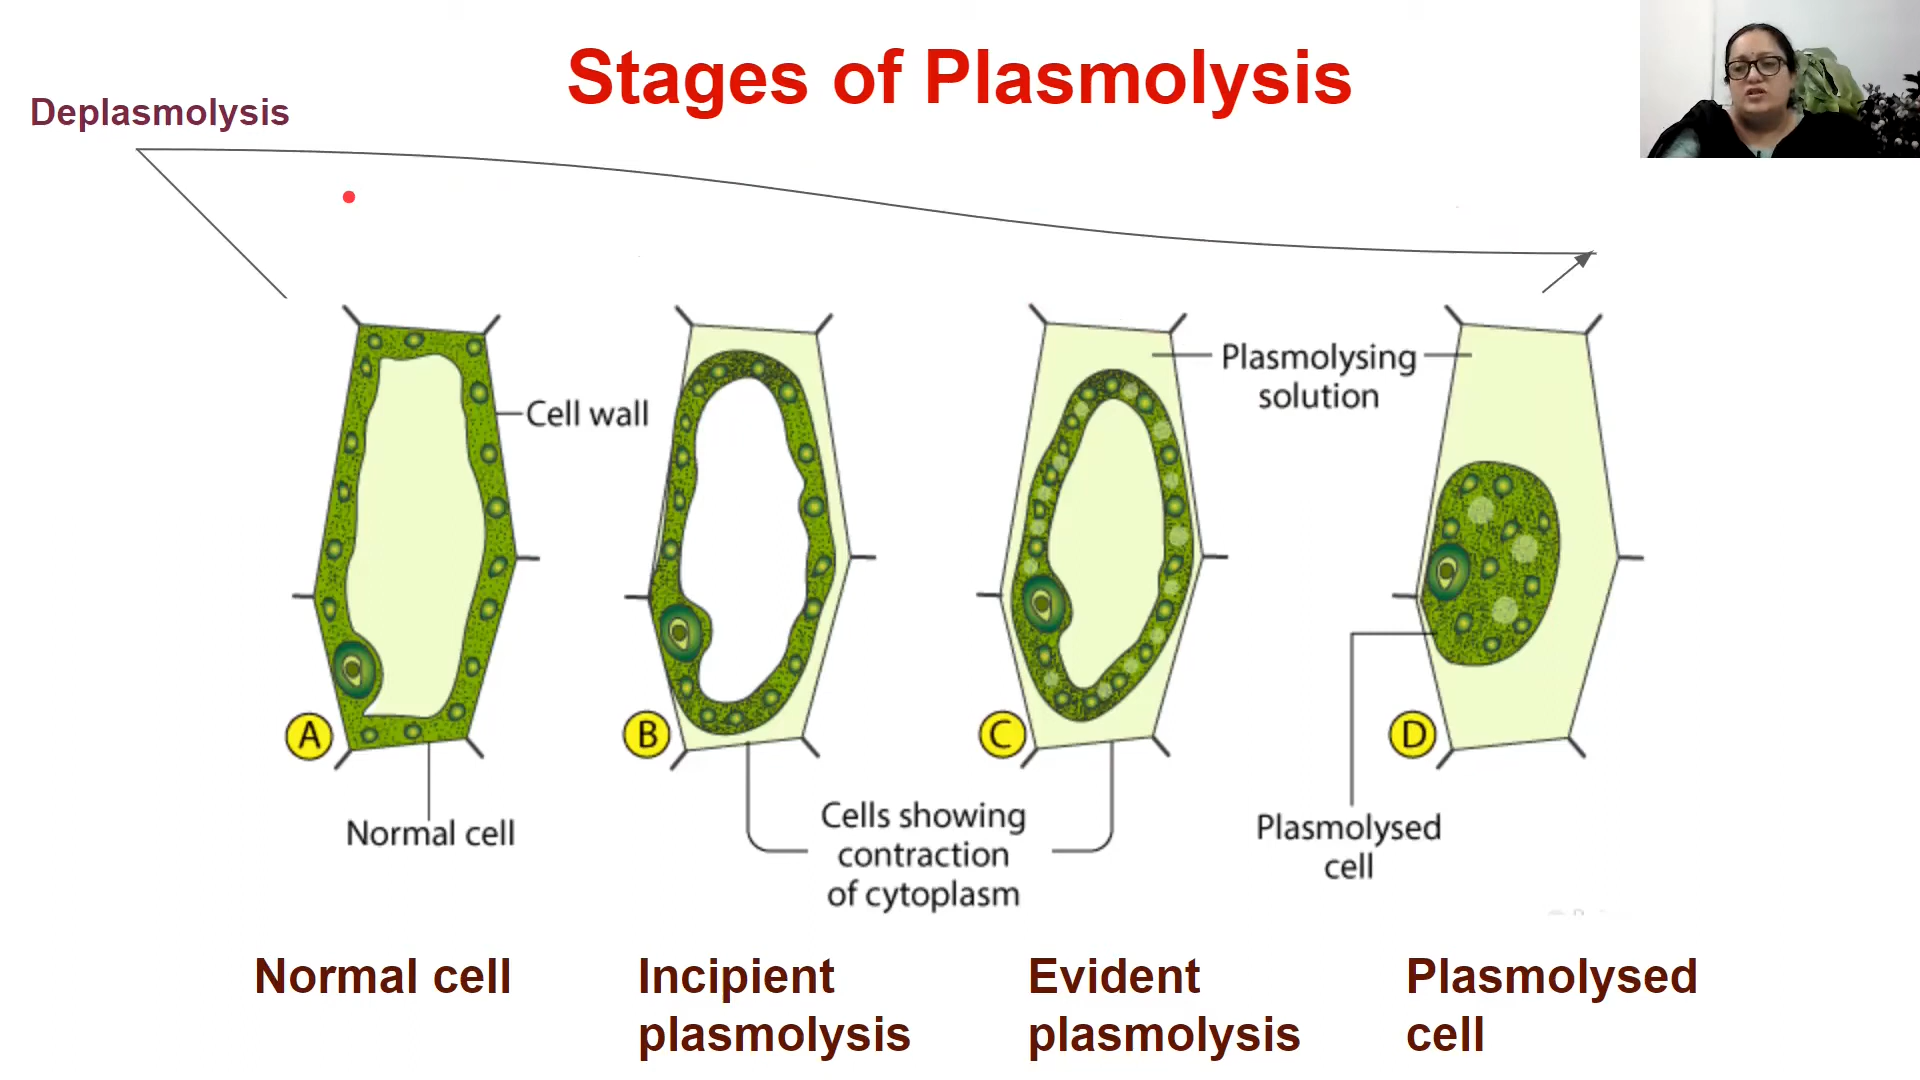 Stages of Plasmolysis
Deplasmolysis
Cell wall
Plasmolysing
solution
A
B
C
D
Normal cell
Cells showing
contraction
of cytoplasm
Plasmolysed
cell
Normal cell
Incipient
plasmolysis
Evident
plasmolysis
Plasmolysed
cell